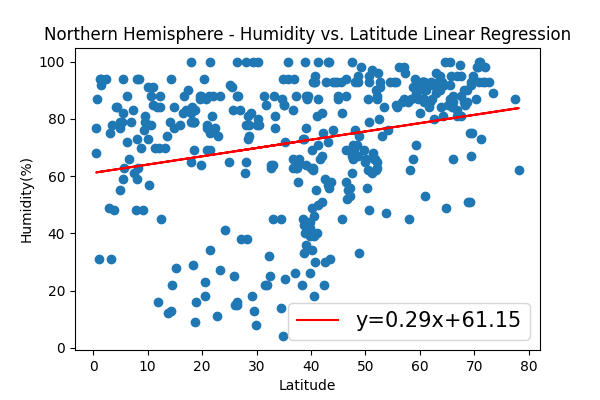 Northern Hemisphere - Humidity vs. Latitude Linear Regression
100
80
60
40
20
0
Humidity(%)
y=0.29x+61.15
0 10 20 30 40 50 60 70 80
Latitude